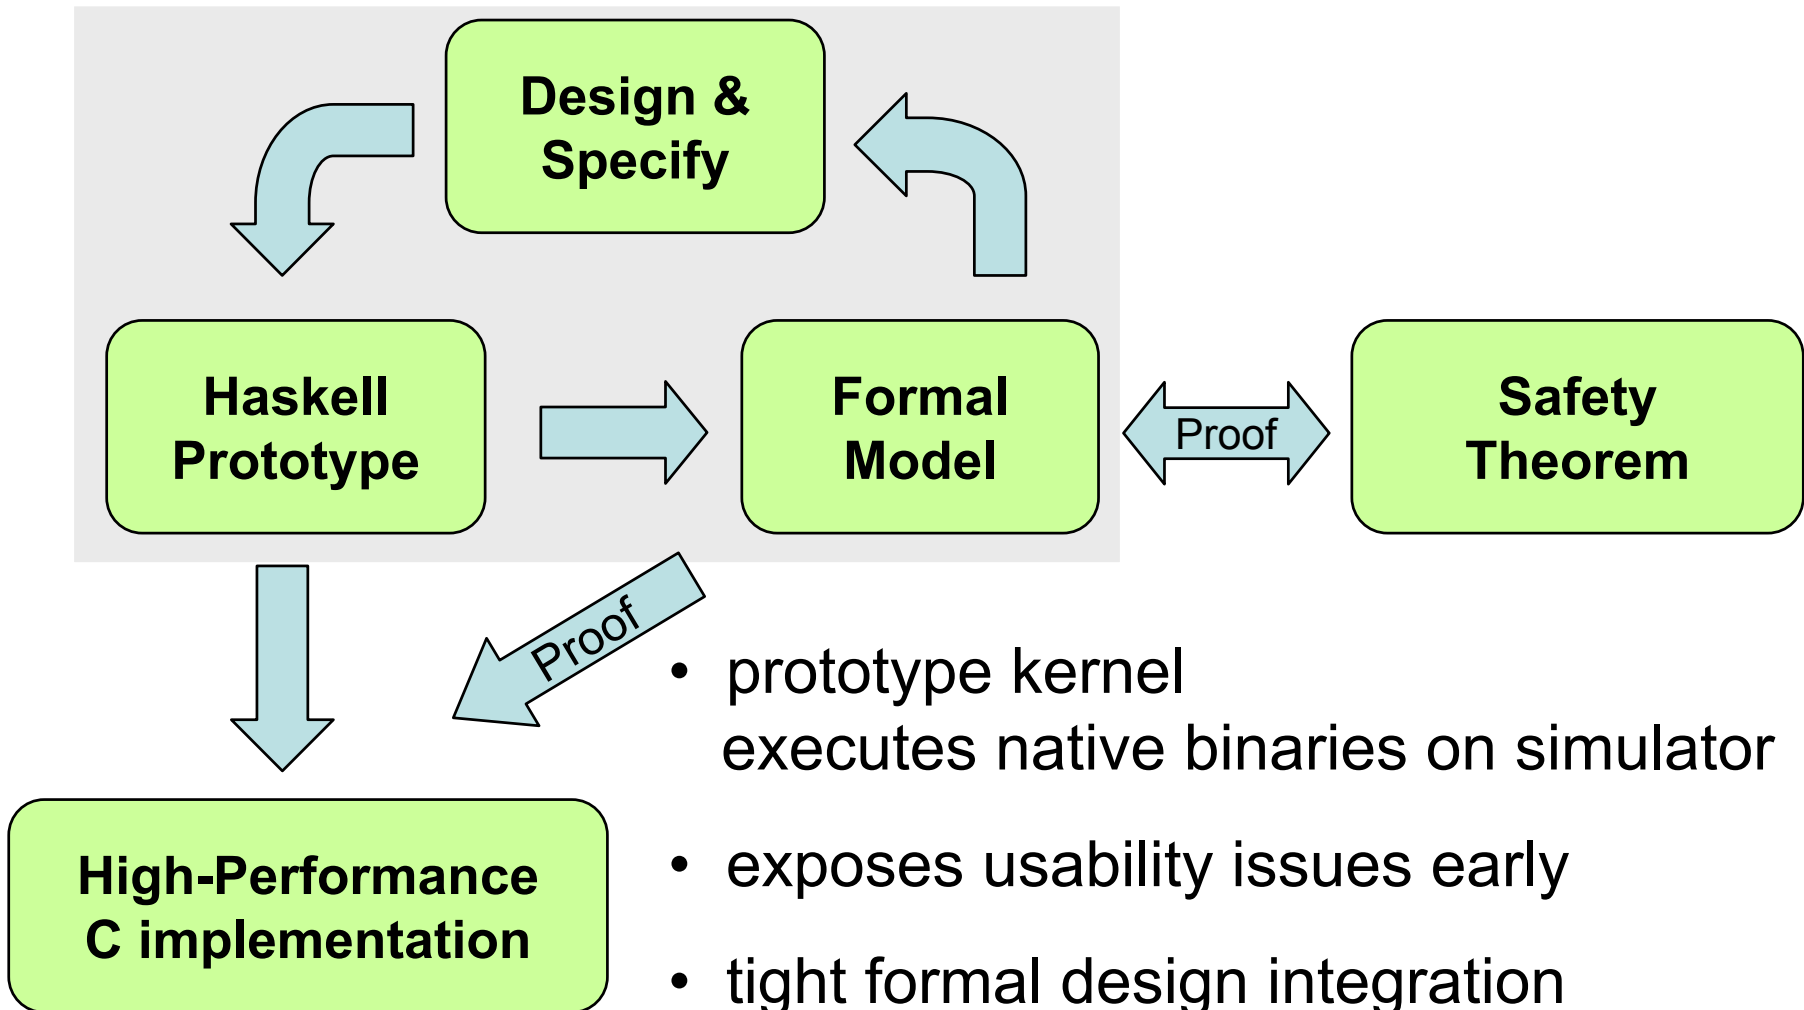 Design &
Specify
Haskell
Prototype
Formal
Model
Proof
Safety
Theorem
Proof
• prototype kernel
executes native binaries on simulator
High-Performance
C implementation
• exposes usability issues early
• tight formal design integration